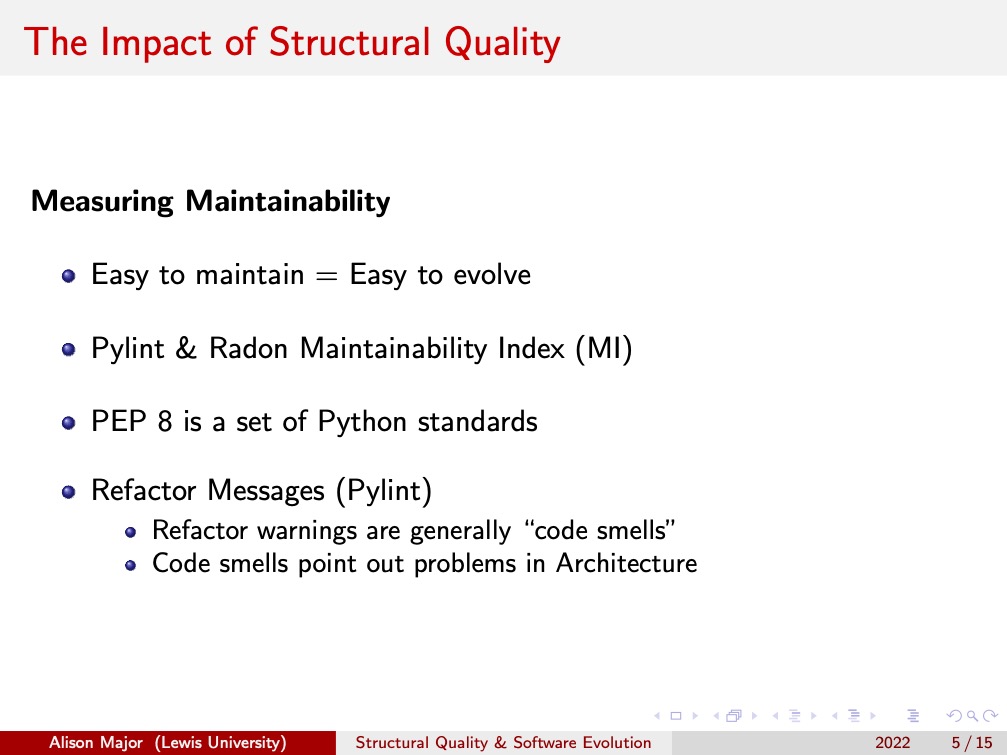 The Impact of Structural Quality
Measuring Maintainability
Easy to maintain = Easy to evolve
Pylint & Radon Maintainability Index (MI)
PEP 8 is a set of Python standards
Refactor Messages (Pylint)
Refactor warnings are generally “code smells”
Code smells point out problems in Architecture
Alison Major (Lewis University) Structural Quality & Software Evolution 2022 5 / 15